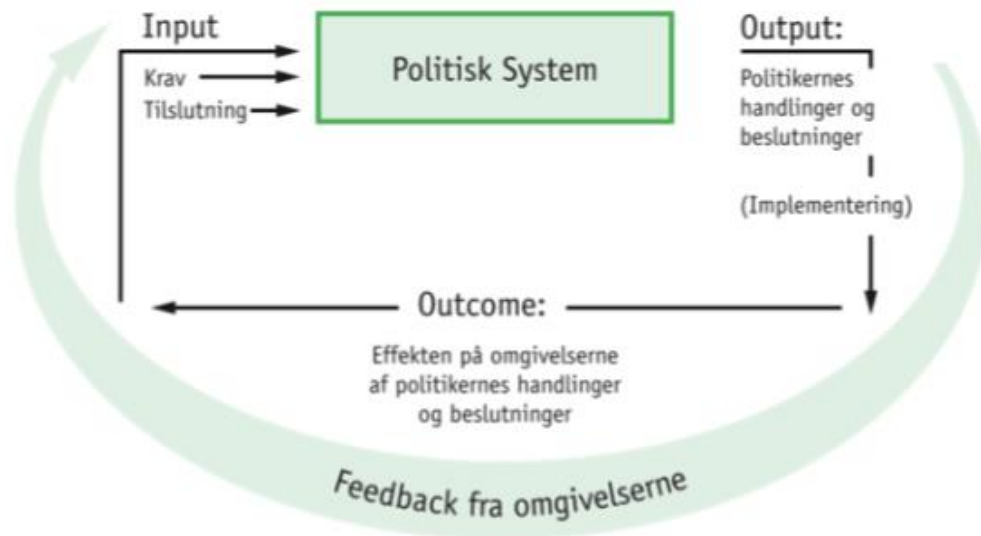 Input
Krav
Tilslutning
Politisk System
Output:
Politikernes
handlinger og
beslutninger
(Implementering)
Outcome:
Effekten på omgivelserne
af politikernes handlinger
og beslutninger
Feedback fra omgivelserne